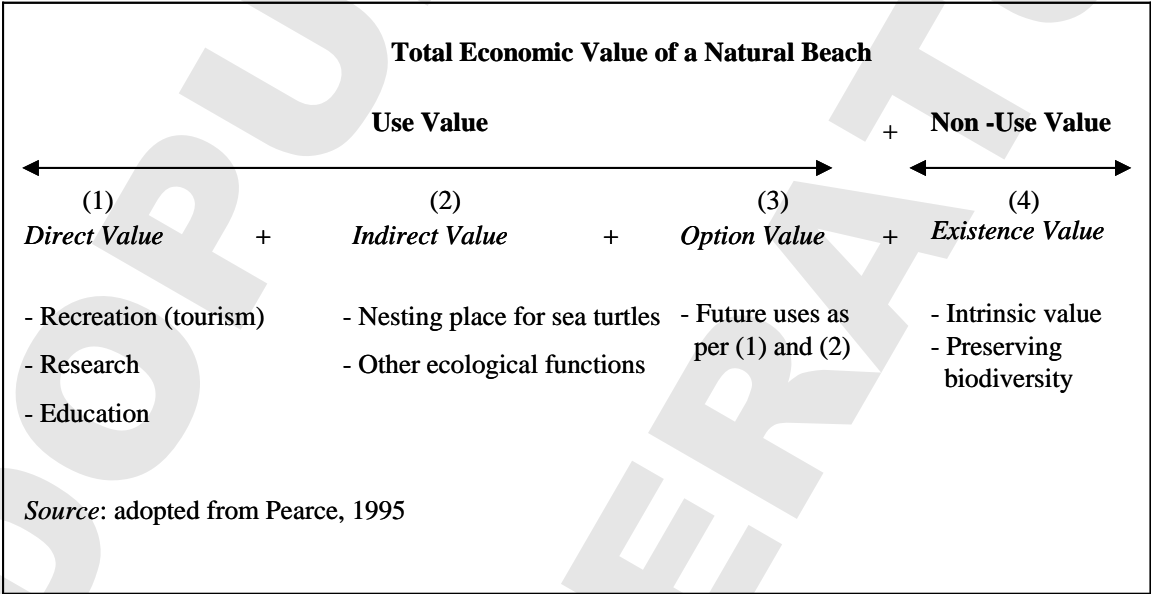 Total Economic Value of a Natural Beach
Use Value + Non -Use Value
(1) (2) (3) (4)
Direct Value + Indirect Value + Option Value + Existence Value
- Recreation (tourism)
- Research
- Education
- Nesting place for sea turtles
- Other ecological functions
- Future uses as
per (1) and (2)
- Intrinsic value
- Preserving
biodiversity
Source: adopted from Pearce, 1995